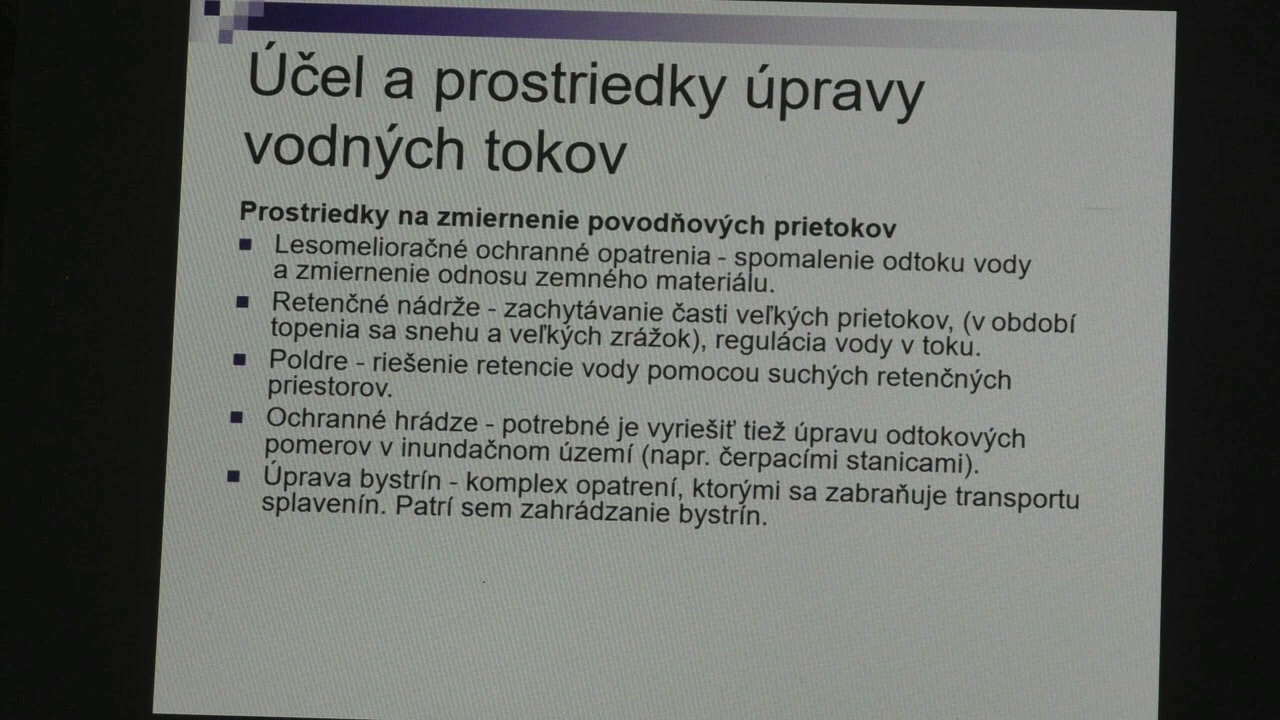 Účel a prostriedky úpravy
vodných tokov
Prostriedky na zmiernenie povodňových prietokov
Lesomelioračné ochranné opatrenia - spomalenie odtoku vody
a zmiernenie odnosu zemného materiálu.
Retenčné nádrže - zachytávanie časti veľkých prietokov, (v období
topenia sa snehu a veľkých zrážok), regulácia vody v toku.
Poldre - riešenie retencie vody pomocou suchých retenčných
priestorov.
Ochranné hrádze - potrebné je vyriešiť tiež úpravu odtokových
pomerov v inundačnom území (napr. čerpacími stanicami).
Úprava bystrín - komplex opatrení, ktorými sa zabraňuje transportu
splavenín. Patrí sem zahrádzanie bystrín.